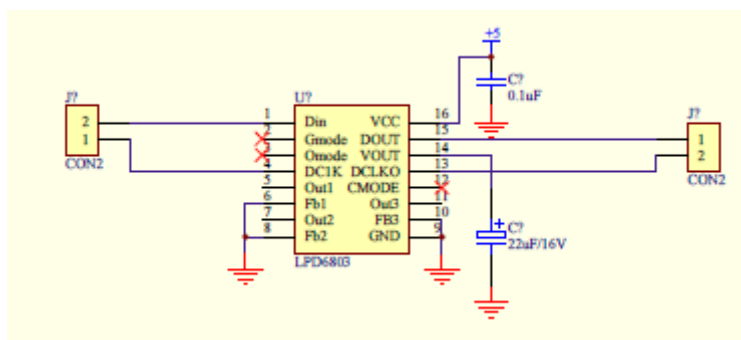 +5
C?
0.1uF
J?
2
1
CON2
U?
1 Din VCC 16
2 Gmode DOUT 15
3 Omode VOUT 14
4 DC1K DCLKO 13
5 Out1 CMODE 12
6 Fb1 Out3 11
7 Out2 FB3 10
8 Fb2 GND 9
LPD6803
J?
1
2
CON2
+
C?
22uF/16V